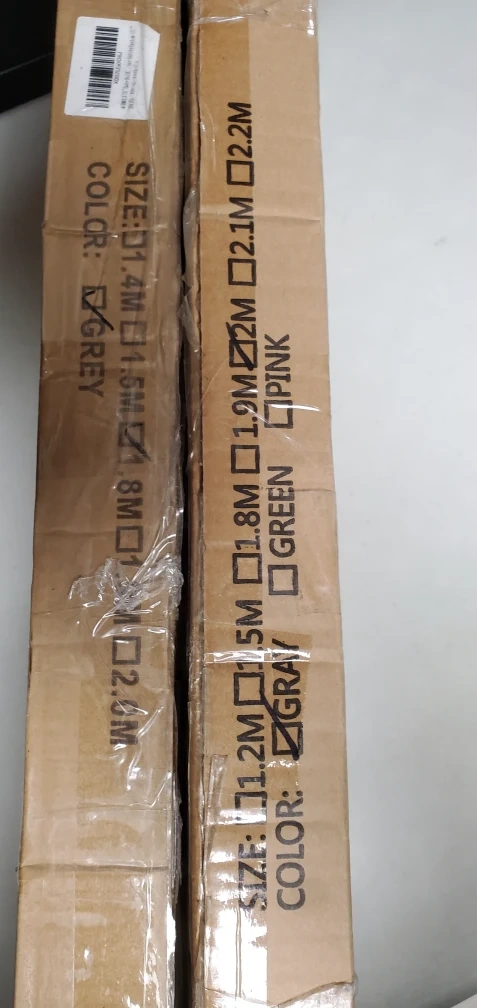 SIZE:□1.4M □1.5M☑1.8M□1. M □2.0M
COLOR: ☑GREY
SIZE: □1.2M□1.5M □1.8M □1.9M☑2M □2.1M □2.2M
COLOR: ☑GRAY □GREEN □PINK